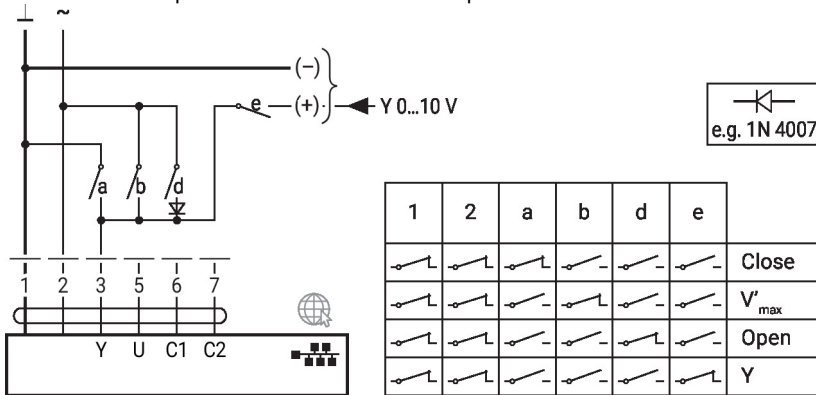 ⊥ ~
(–)
e (+) Y 0...10 V
e.g. 1N 4007
a b d
1 2 3 5 6 7
Y U C1 C2
1 2 a b d e
Close
V'max
Open
Y